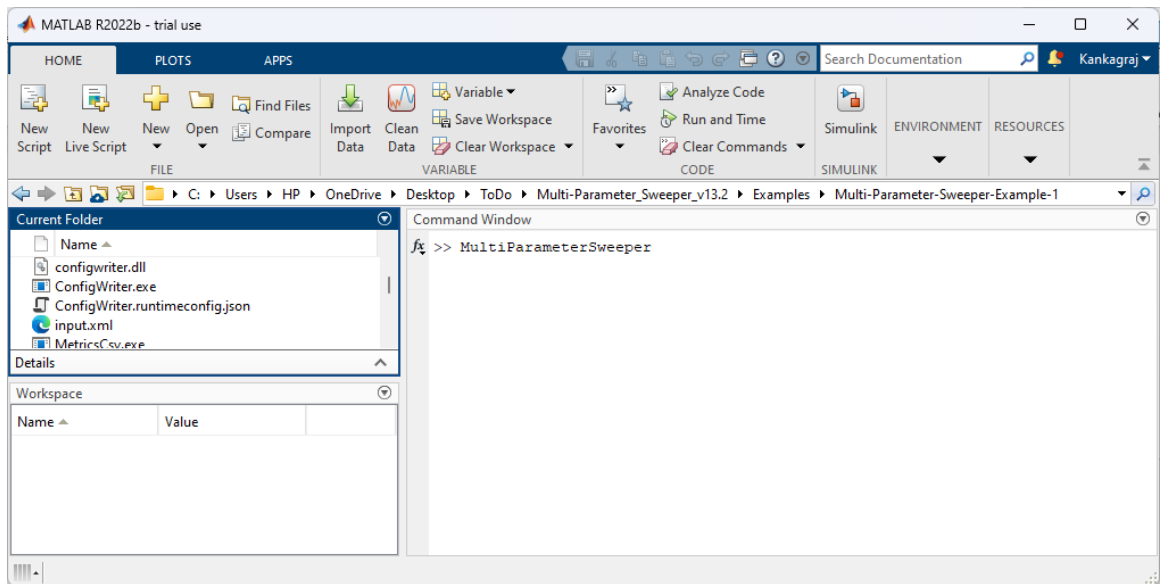 MATLAB R2022b - trial use
HOME PLOTS APPS Search Documentation Kankagraj
New Script New Live Script New Open Find Files Compare Import Data Clean Data Variable Save Workspace Clear Workspace Favorites Analyze Code Run and Time Clear Commands Simulink ENVIRONMENT RESOURCES
FILE VARIABLE CODE SIMULINK
C: Users HP OneDrive Desktop ToDo Multi-Parameter_Sweeper_v13.2 Examples Multi-Parameter-Sweeper-Example-1
Current Folder
Name
configwriter.dll
ConfigWriter.exe
ConfigWriter.runtimeconfig.json
input.xml
MetricsCsv.exe
Details
Workspace
Name Value
Command Window
fx >> MultiParameterSweeper